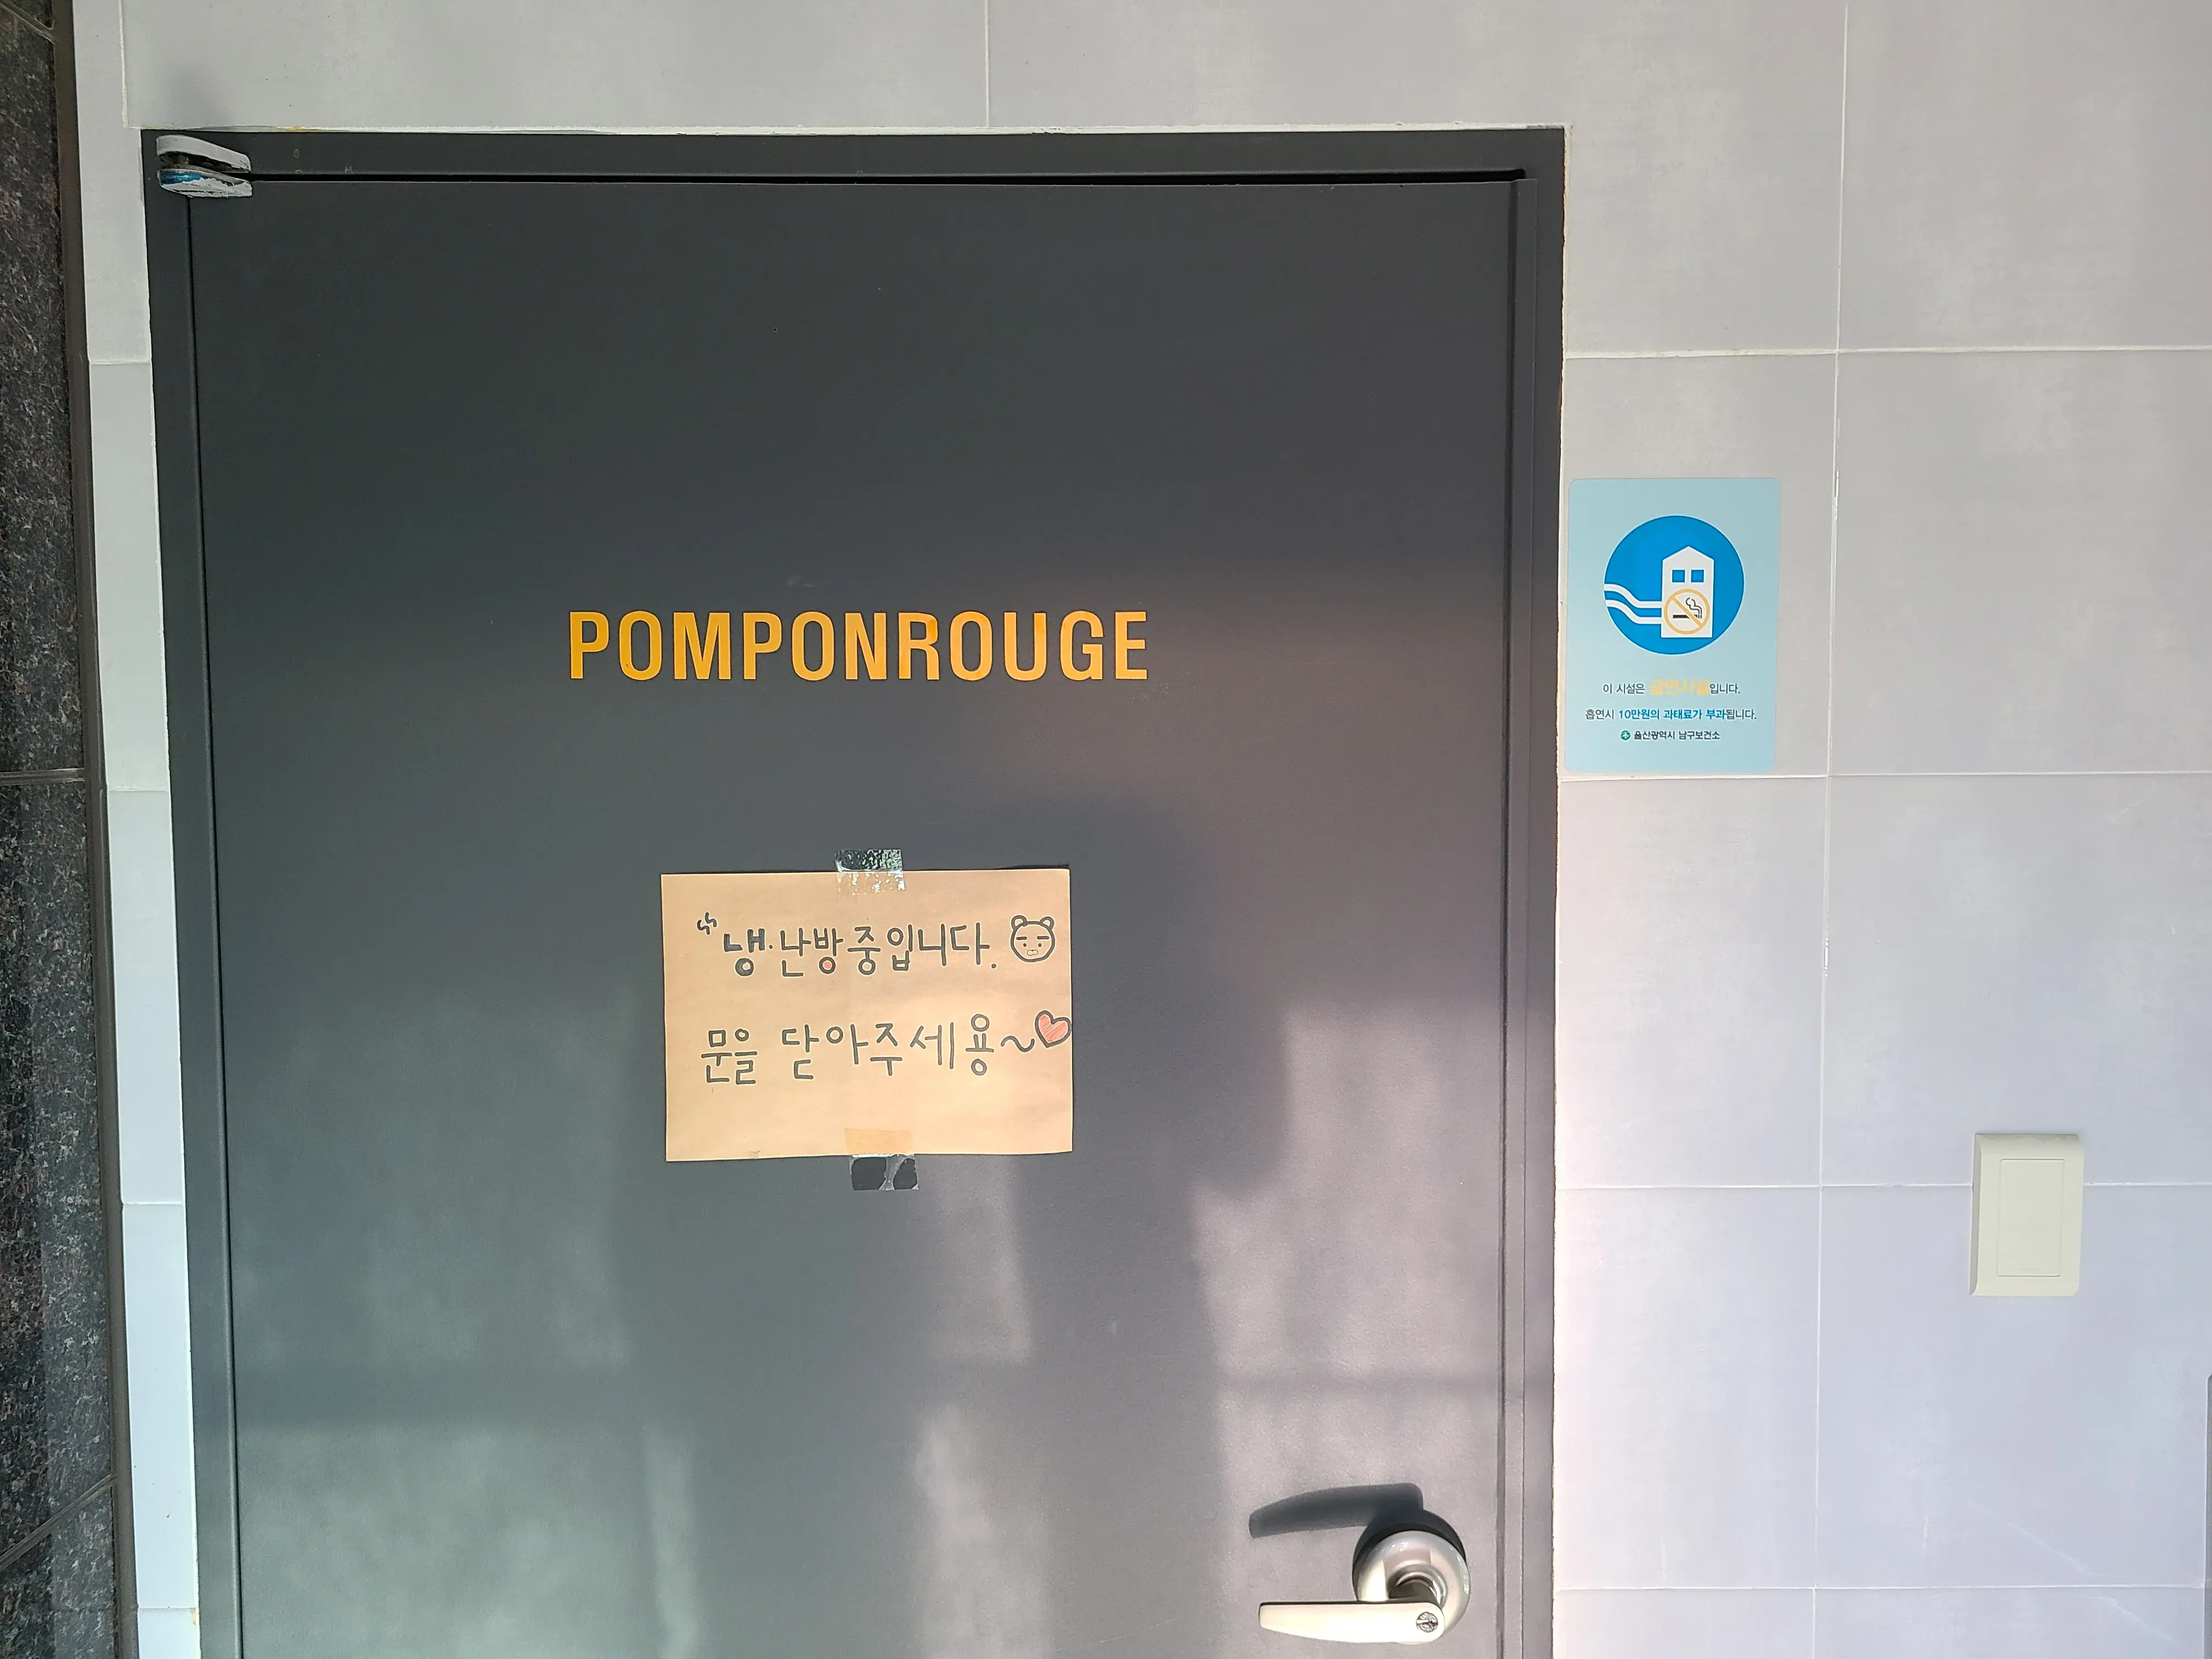 POMPONROUGE
"냉·난방중입니다.
문을 닫아주세용~
이 시설은 금연시설입니다.
흡연시 10만원의 과태료가 부과됩니다.
울산광역시 남구보건소